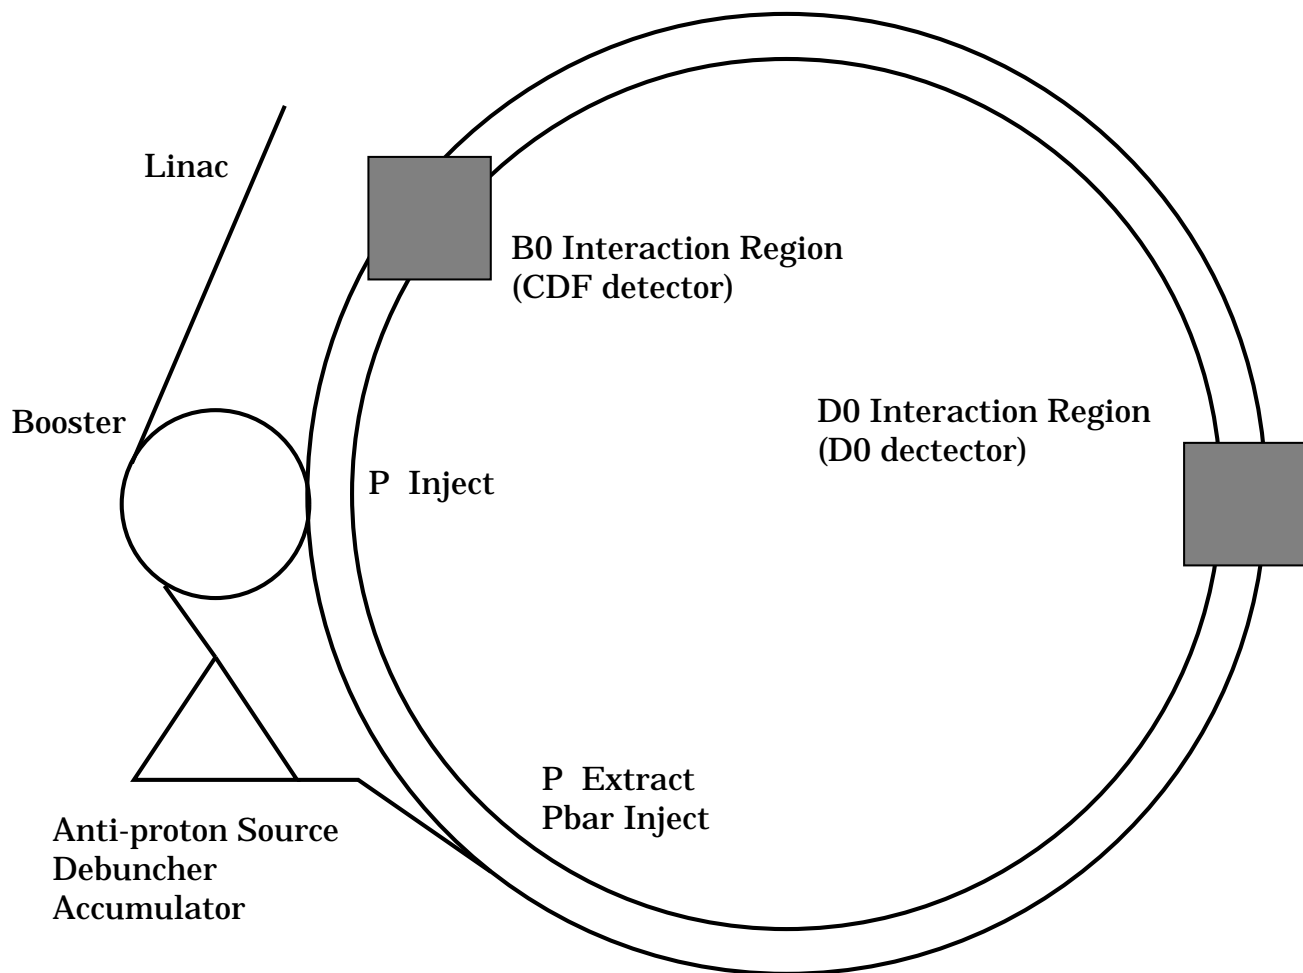 Linac
B0 Interaction Region
(CDF detector)
D0 Interaction Region
(D0 dectector)
Booster
P Inject
P Extract
Pbar Inject
Anti-proton Source
Debuncher
Accumulator